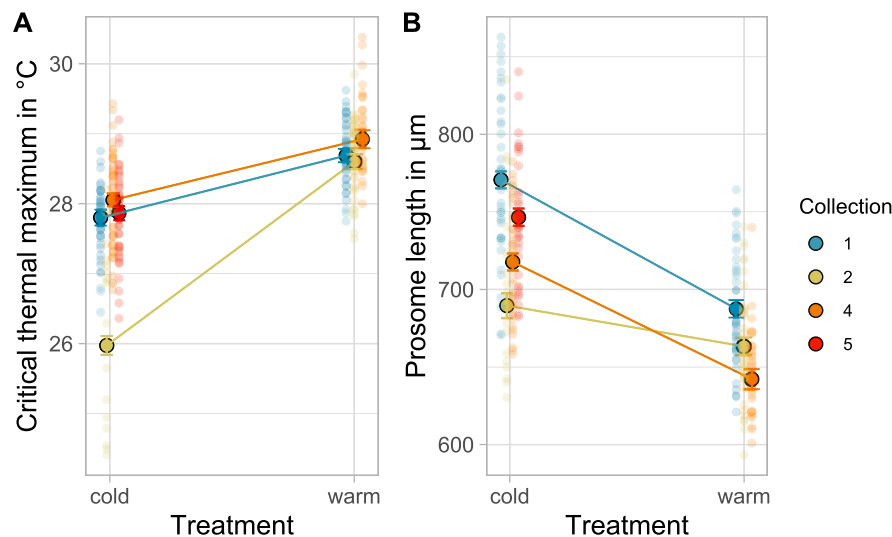 A
Critical thermal maximum in °C
30
28
26
cold
warm
Treatment
B
Prosome length in µm
800
700
600
cold
warm
Treatment
Collection
1
2
4
5